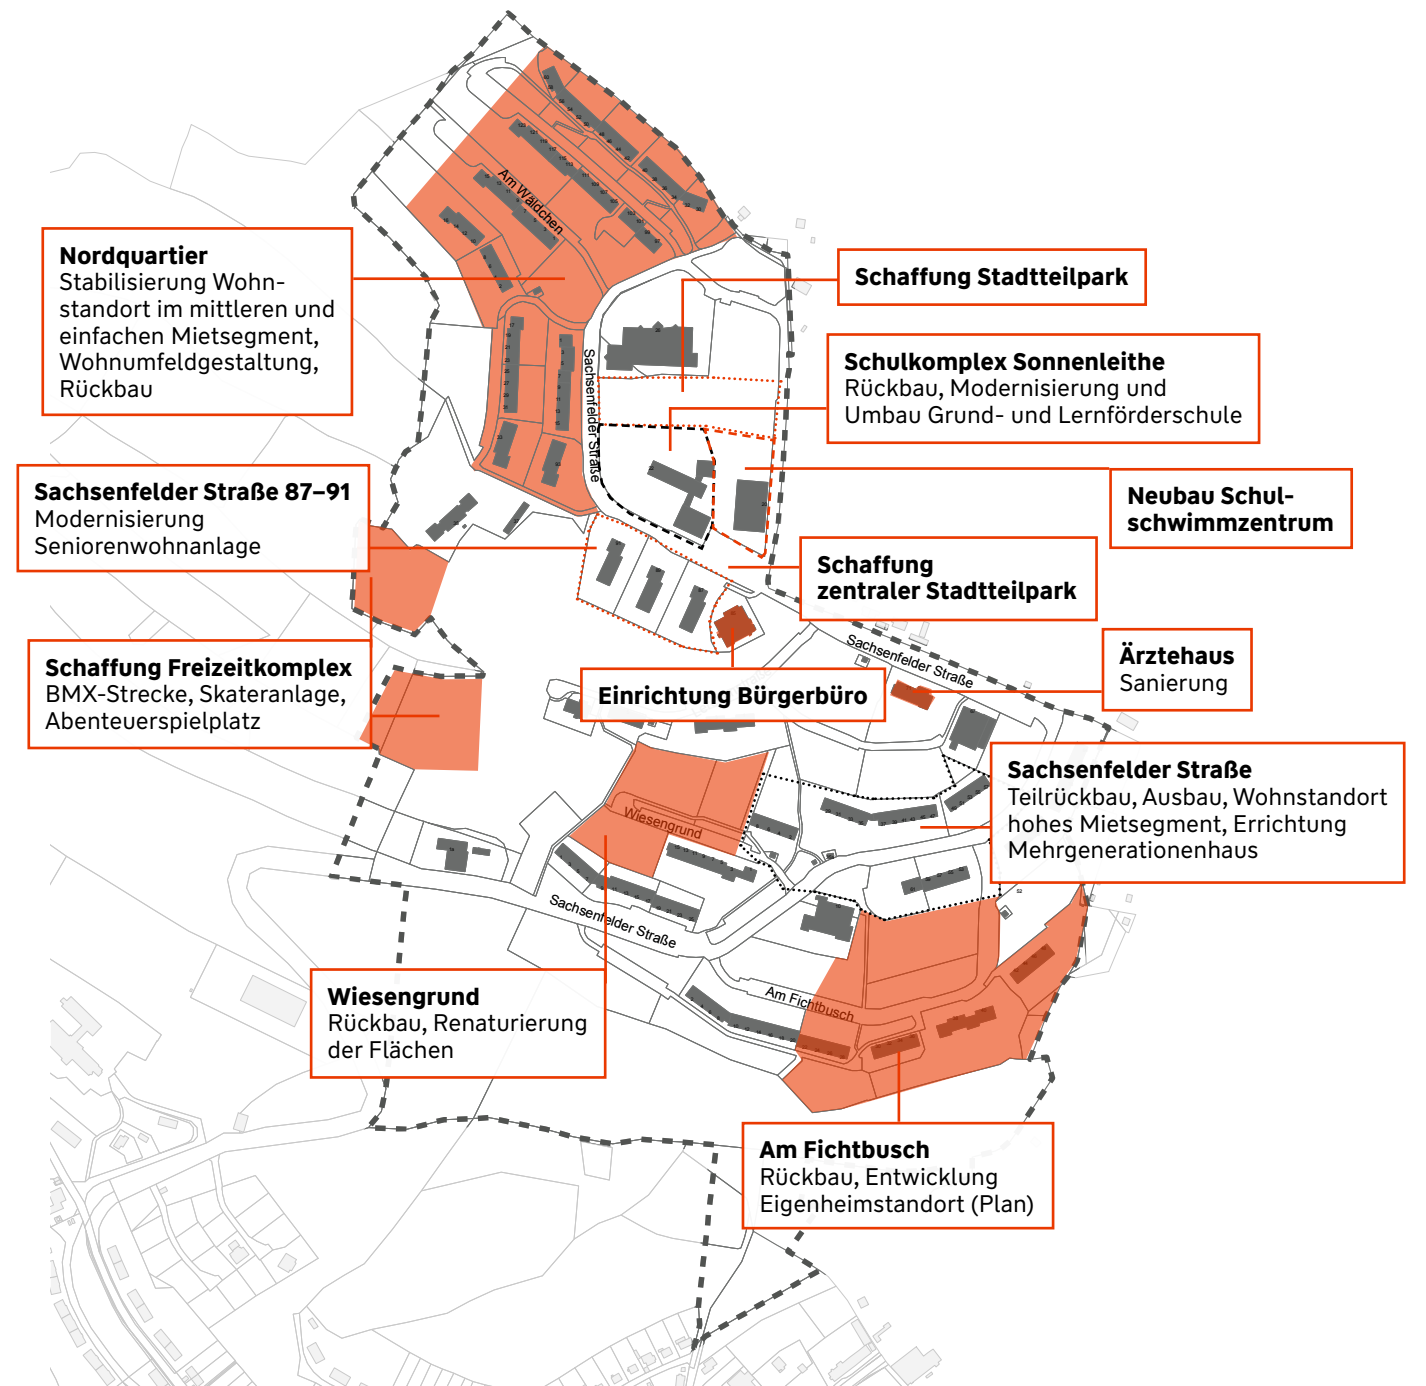 Am Wäldchen
Nordquartier
Stabilisierung Wohn-
standort im mittleren und
einfachen Mietsegment,
Wohnumfeldgestaltung,
Rückbau
Schaffung Stadtteilpark
Schulkomplex Sonnenleithe
Rückbau, Modernisierung und
Umbau Grund- und Lernförderschule
Sachsenfelder Straße
Sachsenfelder Straße 87–91
Modernisierung
Seniorenwohnanlage
Neubau Schul-
schwimmzentrum
Schaffung
zentraler Stadtteilpark
Schaffung Freizeitkomplex
BMX-Strecke, Skateranlage,
Abenteuerspielplatz
Sachsenfelder Straße
Ärztehaus
Sanierung
Einrichtung Bürgerbüro
Sachsenfelder Straße
Teilrückbau, Ausbau, Wohnstandort
hohes Mietsegment, Errichtung
Mehrgenerationenhaus
Wiesengrund
Sachsenfelder Straße
Wiesengrund
Rückbau, Renaturierung
der Flächen
Am Fichtbusch
Am Fichtbusch
Rückbau, Entwicklung
Eigenheimstandort (Plan)